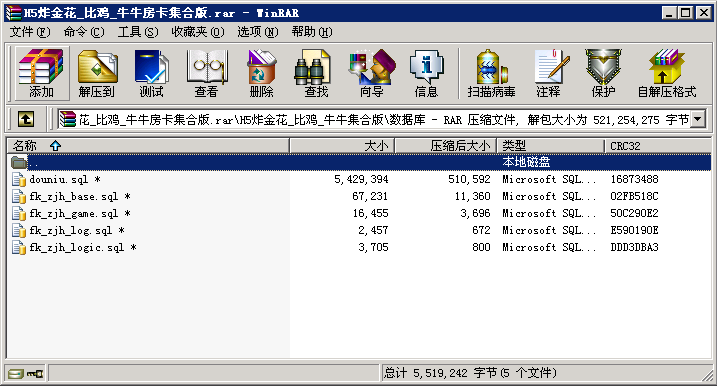 H5炸金花_比鸡_牛牛房卡集合版.rar - WinRAR
文件(F) 命令(C) 工具(S) 收藏夹(O) 选项(N) 帮助(H)
添加 解压到 测试 查看 删除 查找 向导 信息 扫描病毒 注释 保护 自解压格式
花_比鸡_牛牛房卡集合版.rar\H5炸金花_比鸡_牛牛房卡集合版\数据库 - RAR 压缩文件, 解包大小为 521,254,275 字节
名称 大小 压缩后大小 类型 CRC32
.. 本地磁盘
douniu.sql * 5,429,394 510,592 Microsoft SQL... 16873488
fk_zjh_base.sql * 67,231 11,360 Microsoft SQL... 02FB518C
fk_zjh_game.sql * 16,455 3,696 Microsoft SQL... 50C290E2
fk_zjh_log.sql * 2,457 672 Microsoft SQL... E590190E
fk_zjh_logic.sql * 3,705 800 Microsoft SQL... DDD3DBA3
总计 5,519,242 字节(5 个文件)